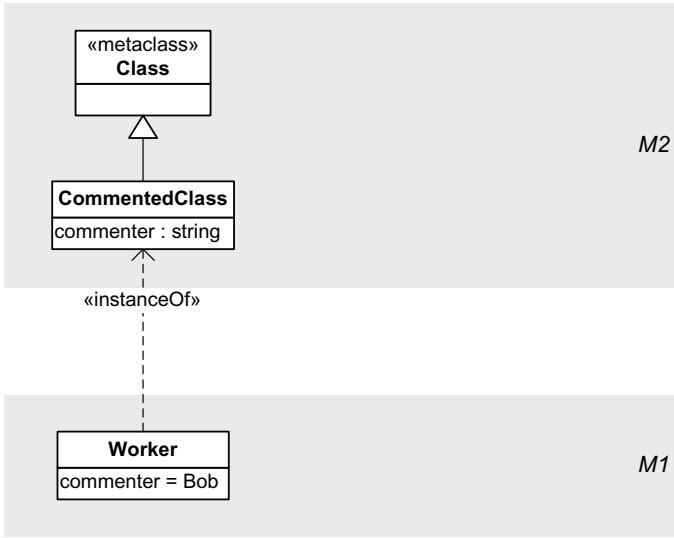 «metaclass»
Class
M2
CommentedClass
commenter : string
«instanceOf»
Worker
M1
commenter = Bob